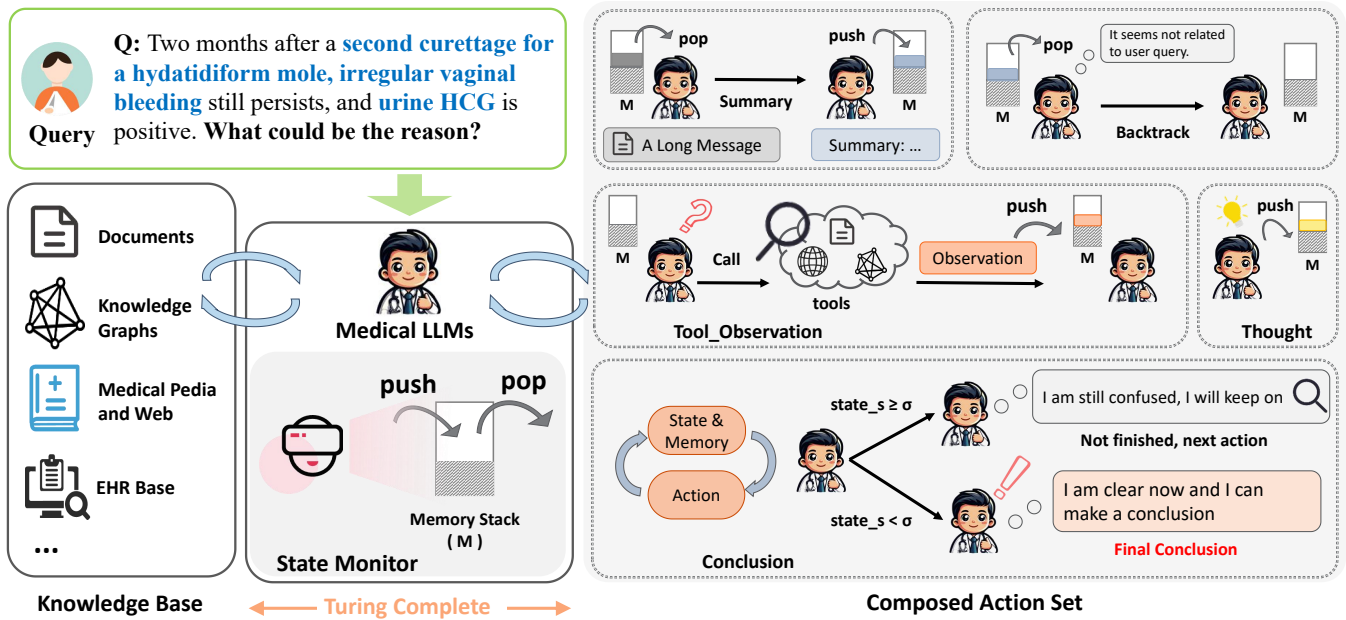 Q: Two months after a second curettage for
a hydatidiform mole, irregular vaginal
bleeding still persists, and urine HCG is
positive. What could be the reason?
Query
Documents
Knowledge
Graphs
Medical Pedia
and Web
EHR Base
...
Knowledge Base
Medical LLMs
push
pop
Memory Stack
( M )
State Monitor
Turing Complete
pop
M
Summary
push
M
A Long Message
Summary: ...
pop
M
It seems not related
to user query.
Backtrack
M
M
Call
tools
Observation
push
M
Tool_Observation
push
M
Thought
State &
Memory
Action
state_s ≥ σ
state_s < σ
I am still confused, I will keep on
Not finished, next action
I am clear now and I can
make a conclusion
Final Conclusion
Conclusion
Composed Action Set